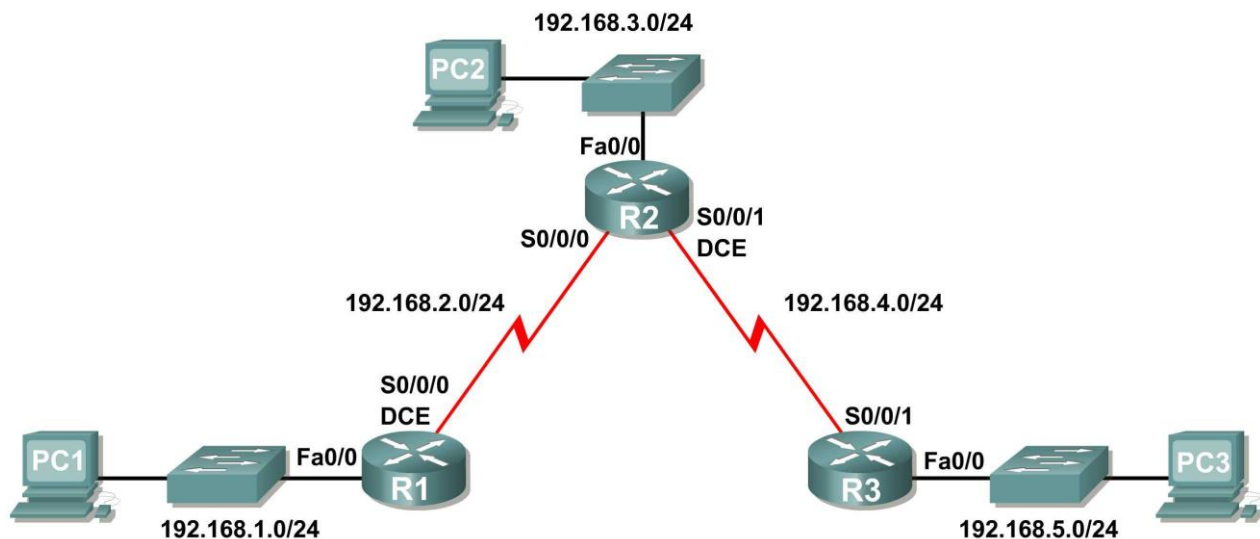 192.168.3.0/24
PC2
Fa0/0
R2
S0/0/0
S0/0/1
DCE
192.168.2.0/24
192.168.4.0/24
S0/0/0
DCE
S0/0/1
PC1
Fa0/0
R1
R3
Fa0/0
PC3
192.168.1.0/24
192.168.5.0/24